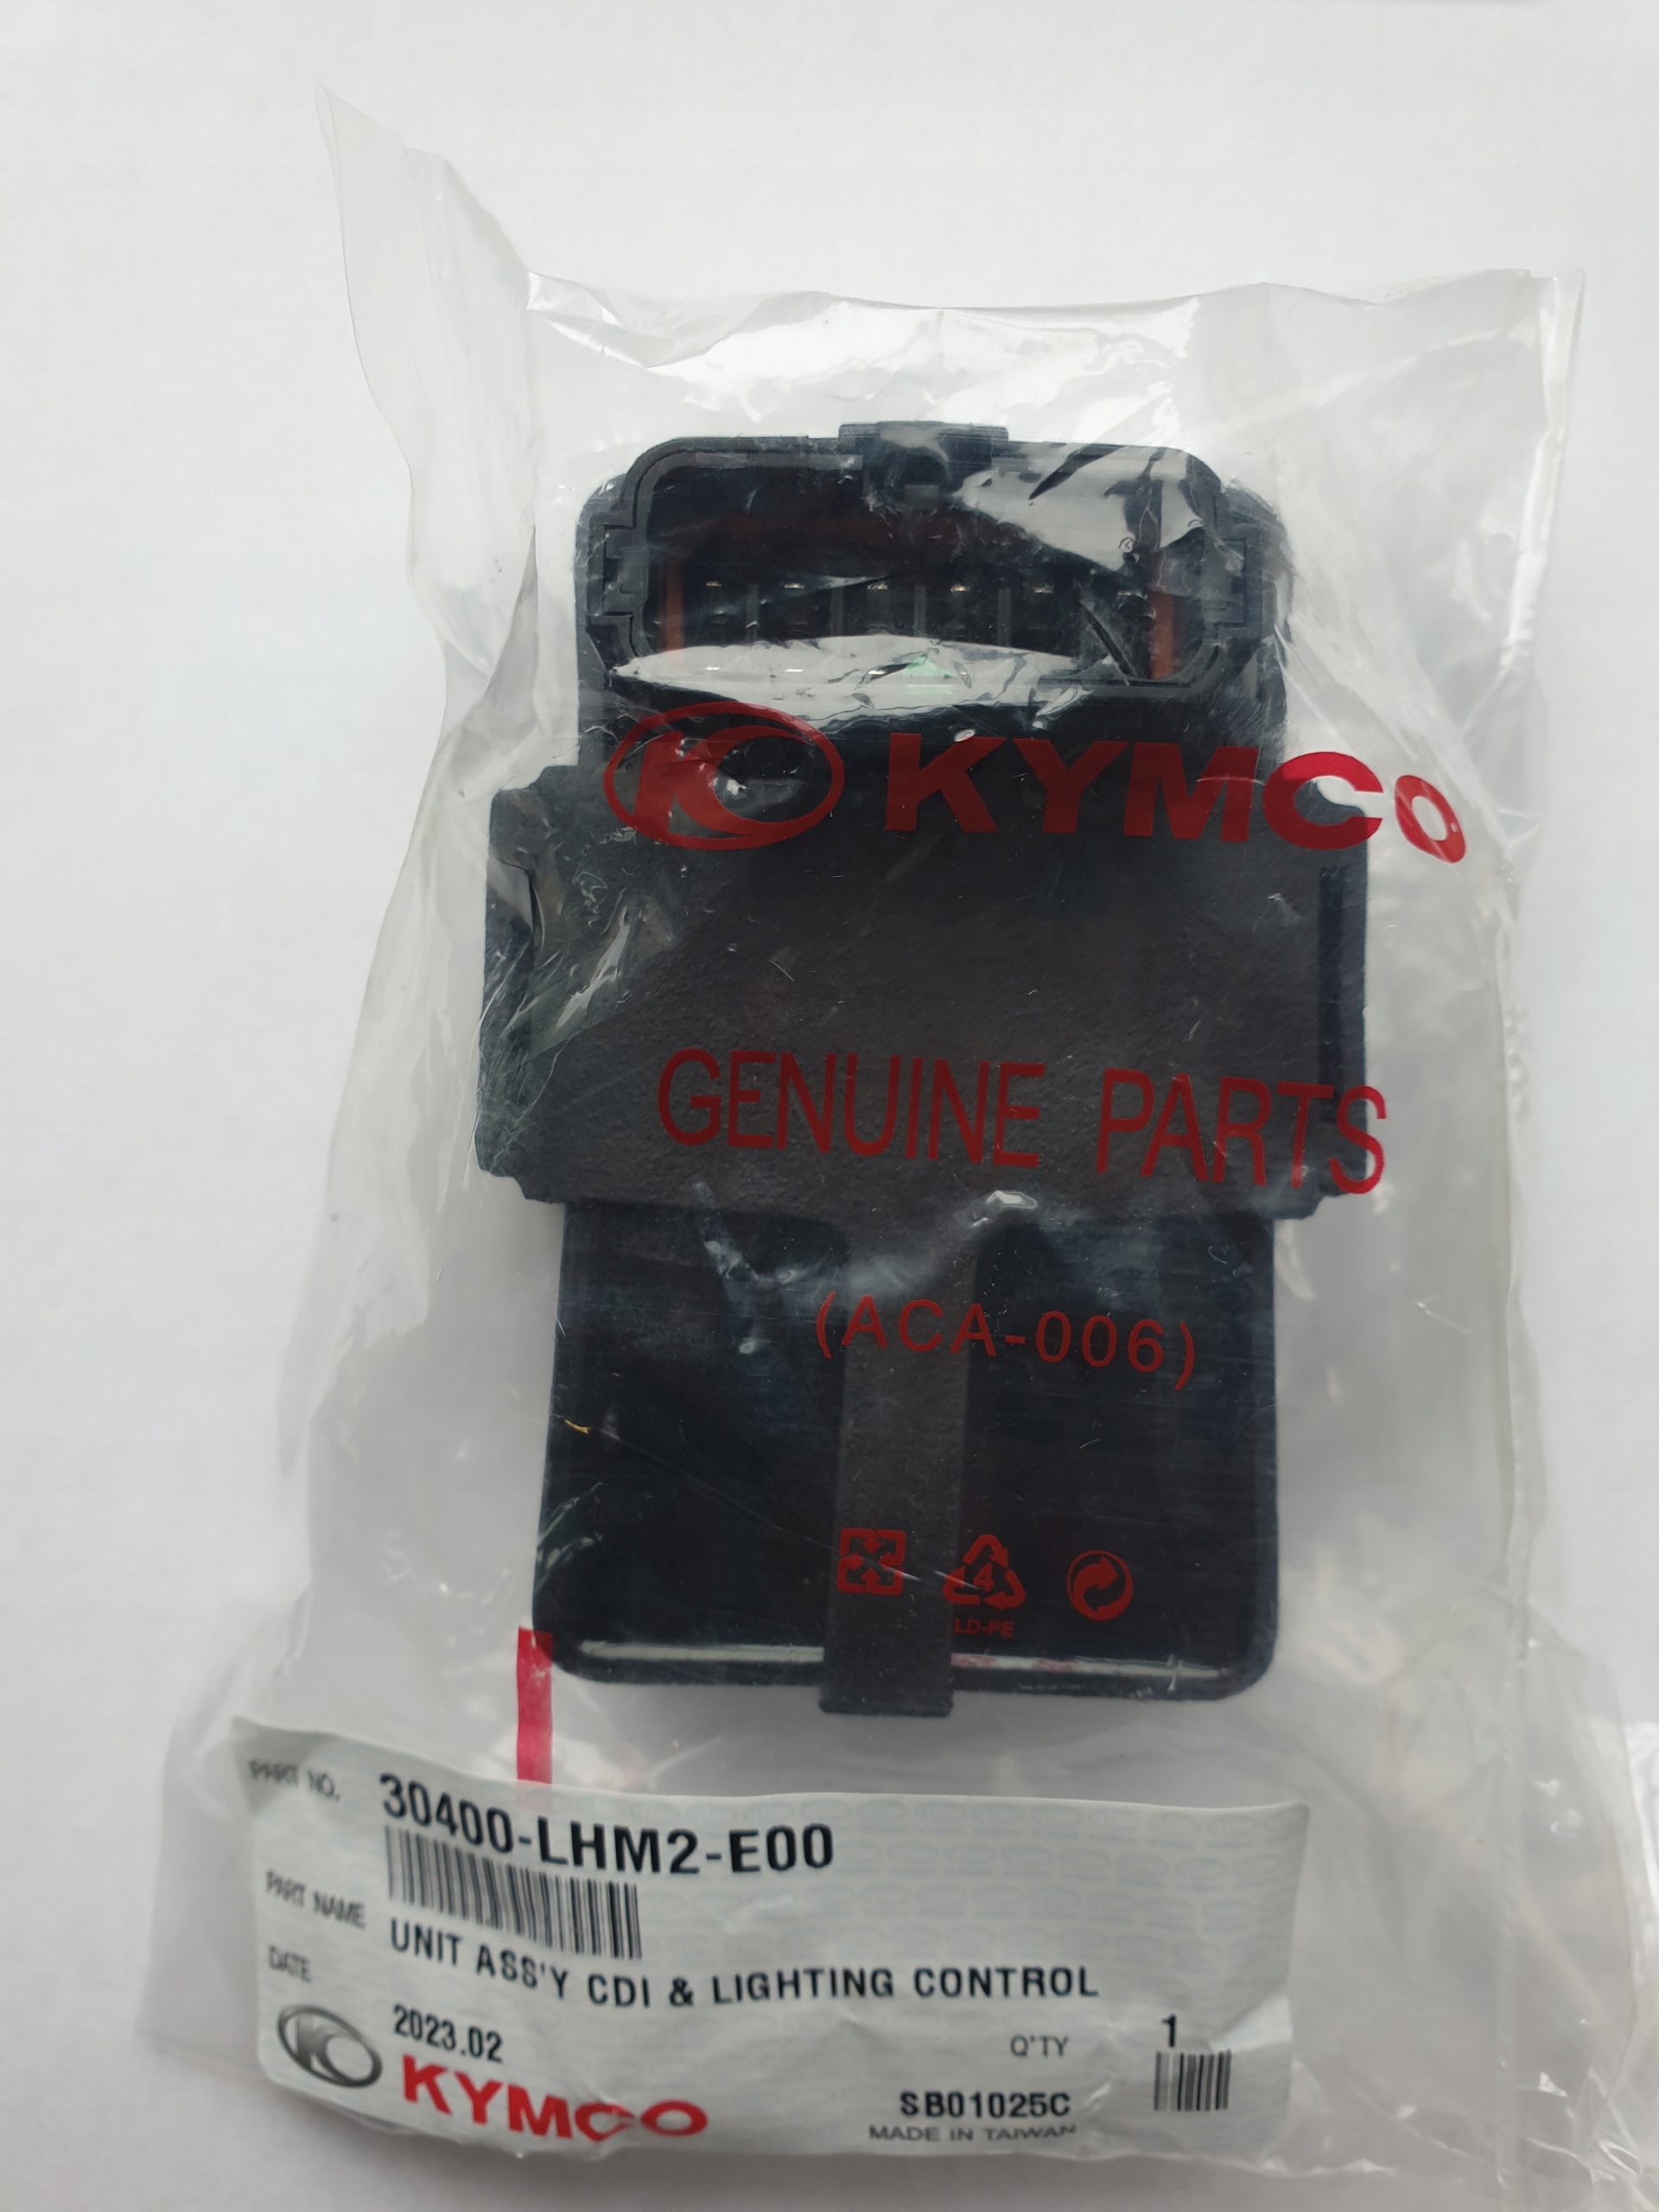 KYMCO
GENUINE PARTS
(ACA-006)
4
LD-PE
PART NO. 30400-LHM2-E00
PART NAME UNIT ASS'Y CDI & LIGHTING CONTROL
DATE 2023.02
Q'TY 1
KYMCO
SB01025C
MADE IN TAIWAN